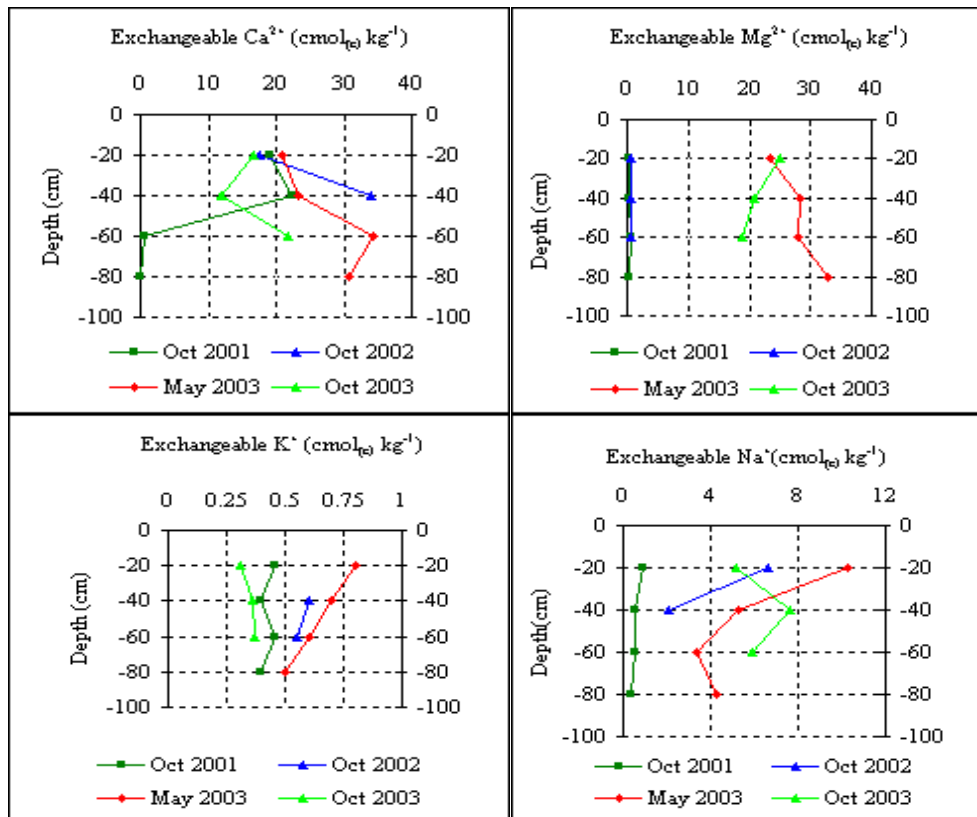 Exchangeable Ca²⁺ (cmol₍c₎ kg⁻¹)
0 10 20 30 40
0 0
-20 -20
-40 -40
-60 -60
-80 -80
-100 -100
Depth (cm)
Oct 2001 Oct 2002
May 2003 Oct 2003
Exchangeable Mg²⁺ (cmol₍c₎ kg⁻¹)
0 10 20 30 40
0 0
-20 -20
-40 -40
-60 -60
-80 -80
-100 -100
Depth (cm)
Oct 2001 Oct 2002
May 2003 Oct 2003
Exchangeable K⁺ (cmol₍c₎ kg⁻¹)
0 0.25 0.5 0.75 1
0 0
-20 -20
-40 -40
-60 -60
-80 -80
-100 -100
Depth (cm)
Oct 2001 Oct 2002
May 2003 Oct 2003
Exchangeable Na⁺(cmol₍c₎ kg⁻¹)
0 4 8 12
0 0
-20 -20
-40 -40
-60 -60
-80 -80
-100 -100
Depth(cm)
Oct 2001 Oct 2002
May 2003 Oct 2003